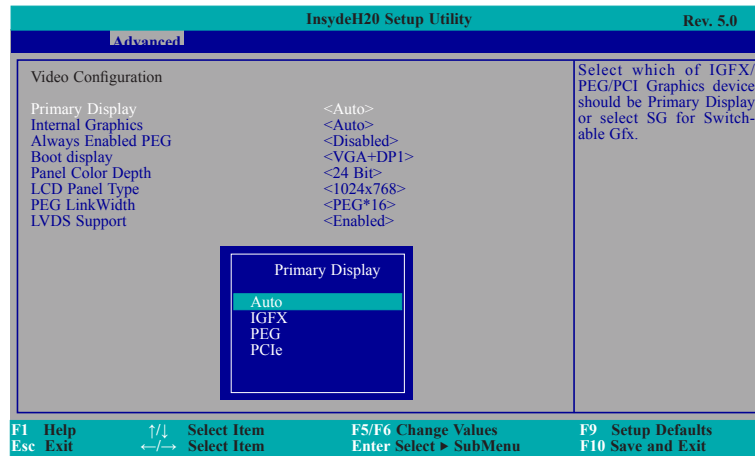 InsydeH20 Setup Utility Rev. 5.0
Advanced
Video Configuration
Primary Display <Auto>
Internal Graphics <Auto>
Always Enabled PEG <Disabled>
Boot display <VGA+DP1>
Panel Color Depth <24 Bit>
LCD Panel Type <1024x768>
PEG LinkWidth <PEG*16>
LVDS Support <Enabled>
Select which of IGFX/
PEG/PCI Graphics device
should be Primary Display
or select SG for Switch-
able Gfx.
Primary Display
Auto
IGFX
PEG
PCIe
F1 Help ↑/↓ Select Item F5/F6 Change Values F9 Setup Defaults
Esc Exit ←/→ Select Item Enter Select ► SubMenu F10 Save and Exit